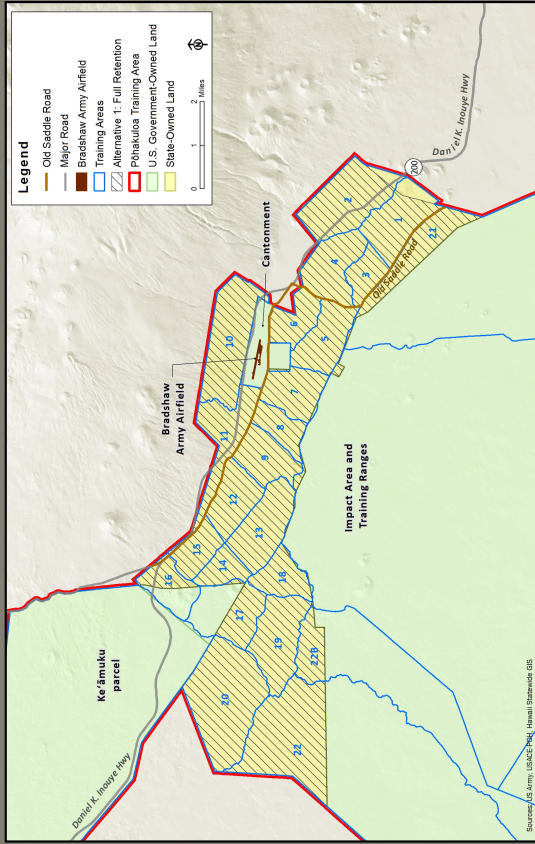 Legend
Old Saddle Road
Major Road
Bradshaw Army Airfield
Training Areas
Alternative 1: Full Retention
Pōhakuloa Training Area
U.S. Government-Owned Land
State-Owned Land
N
0 1 2
Miles
Daniel K. Inouye Hwy
Ke'āmuku
parcel
Bradshaw
Army Airfield
Cantonment
Daniel K. Inouye Hwy
200
Old Saddle Road
Impact Area and
Training Ranges
20
22
17
19
22B
16
14
18
15
13
12
11
9
10
8
7
6
5
4
3
2
1
21
Sources: US Army, USACE-POH, Hawaii Statewide GIS